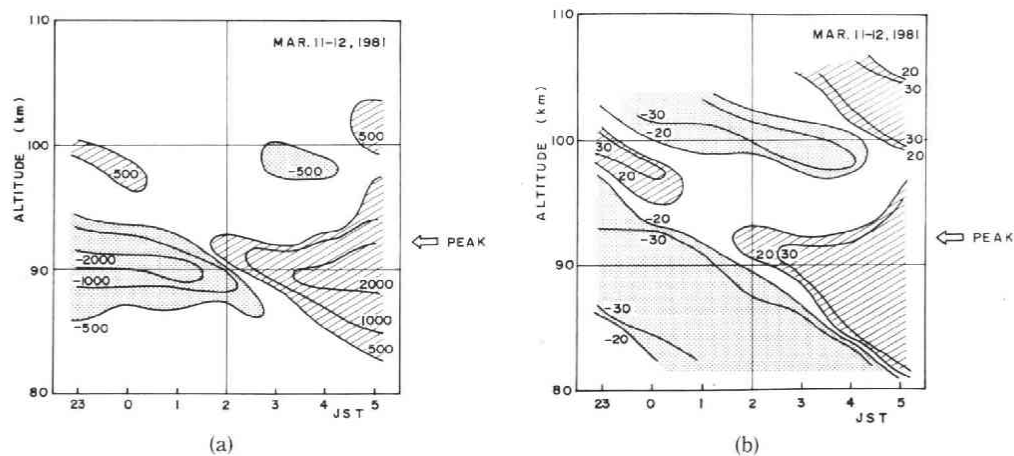 110
MAR. 11-12, 1981
100
500
-500
500
ALTITUDE (km)
-2000
90
-1000
-500
2000
1000
500
80
23 0 1 2 3 4 5
JST
⇦ PEAK
(a)
110
MAR. 11-12, 1981
20
30
-30
-20
100
30
20
30
20
ALTITUDE (km)
-20
-30
20 30
90
-30
-20
80
23 0 1 2 3 4 5
JST
⇦ PEAK
(b)